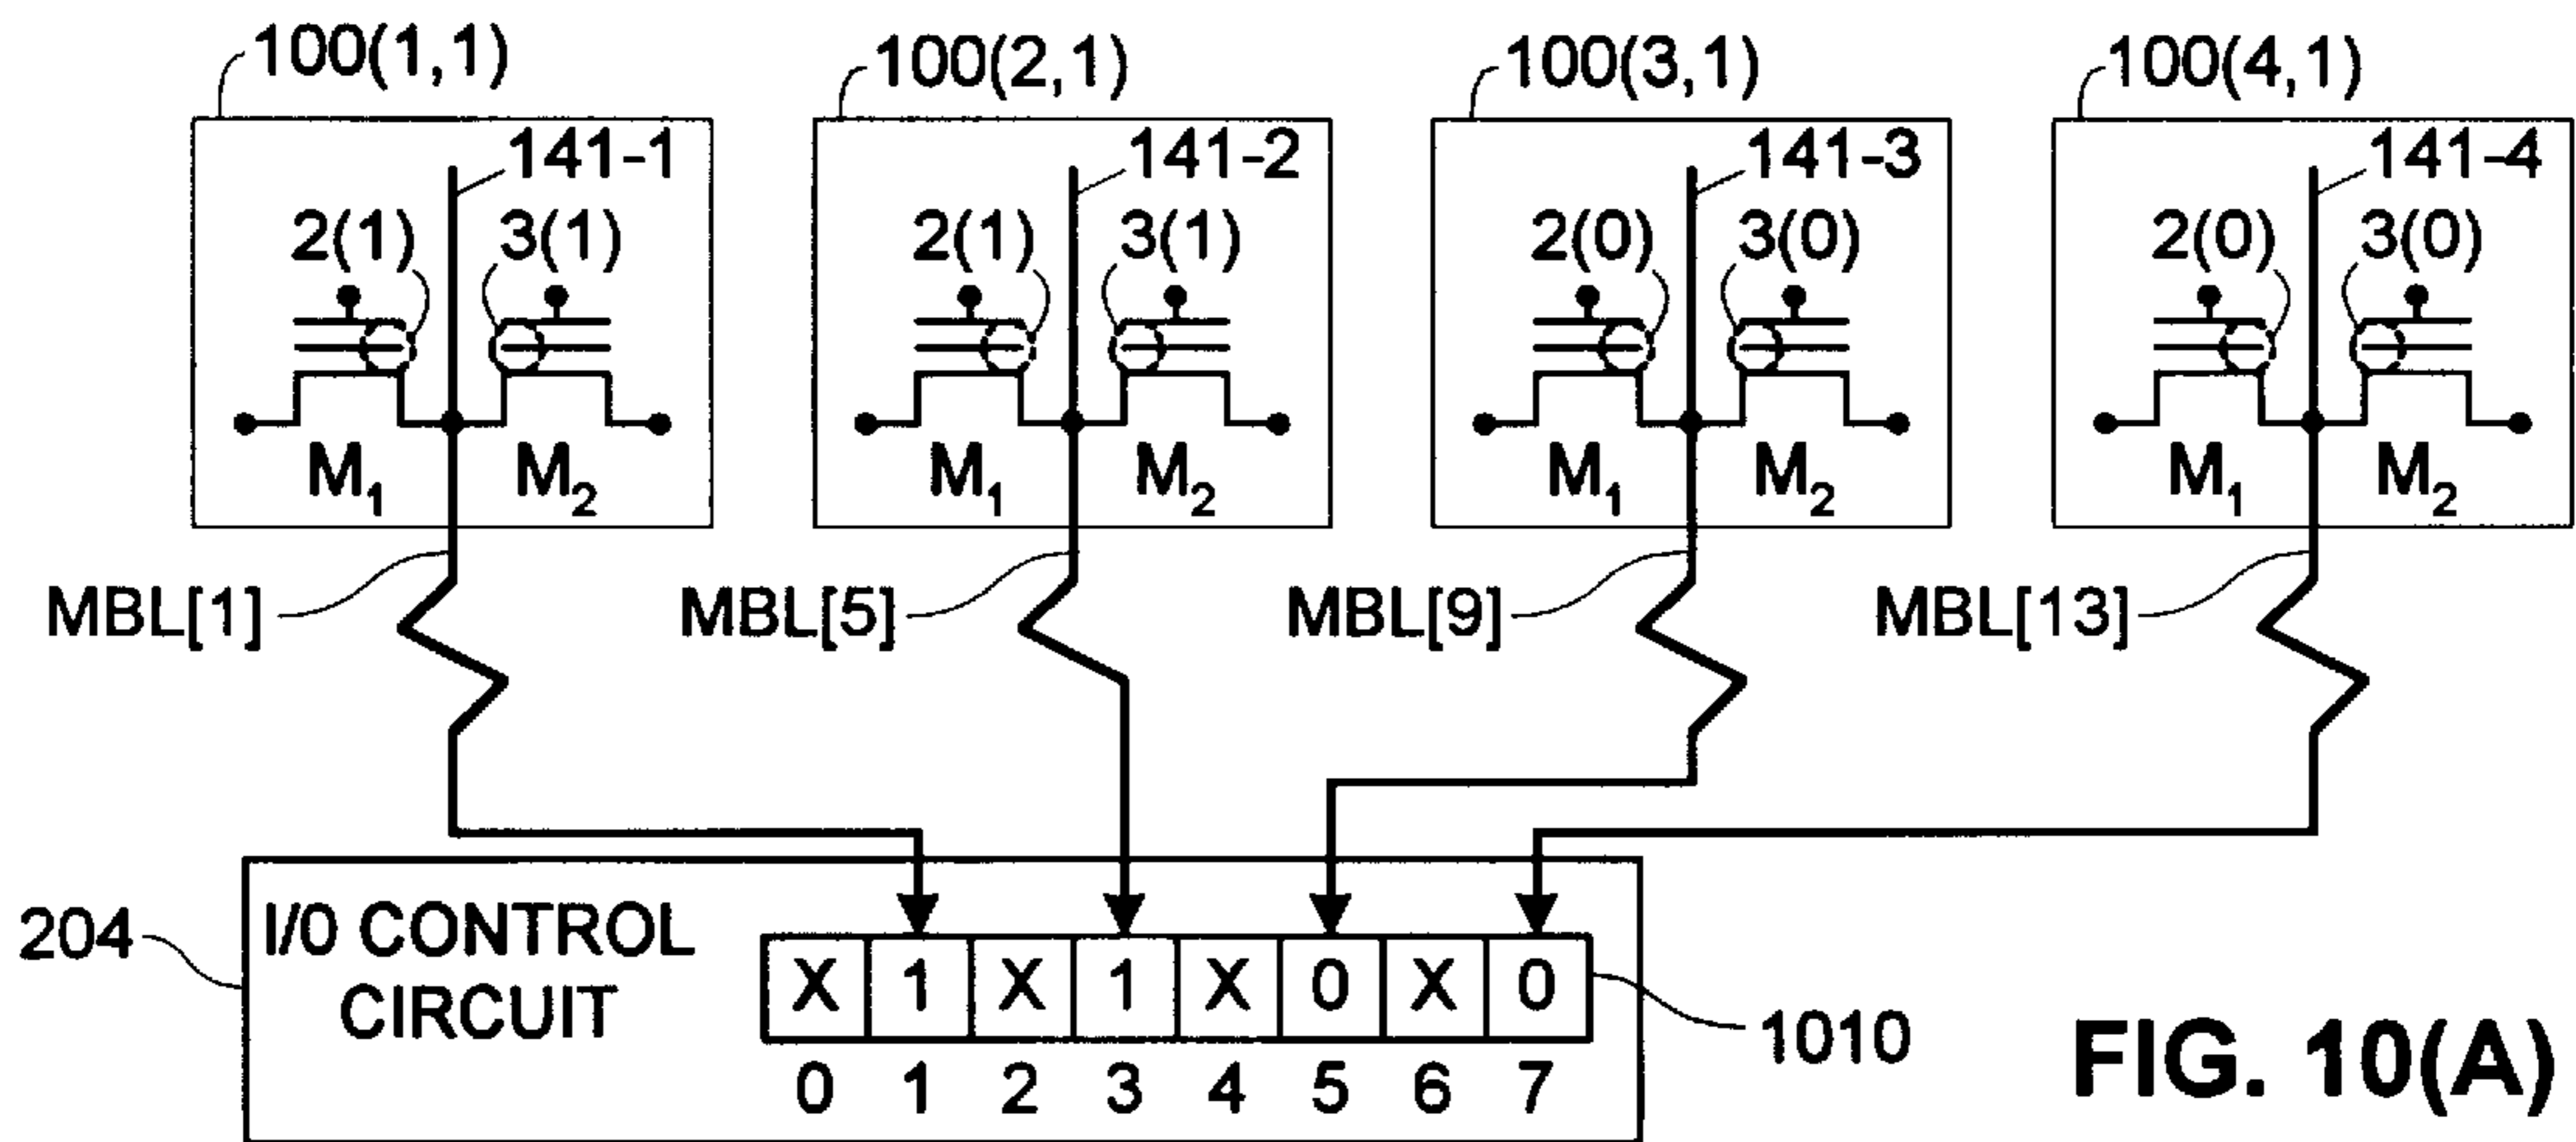 100(1,1) 100(2,1) 100(3,1) 100(4,1)
141-1 141-2 141-3 141-4
2(1) 3(1) 2(1) 3(1) 2(0) 3(0) 2(0) 3(0)
M1 M2 M1 M2 M1 M2 M1 M2
MBL[1] MBL[5] MBL[9] MBL[13]
204 I/0 CONTROL
CIRCUIT
X 1 X 1 X 0 X 0
1010
0 1 2 3 4 5 6 7
FIG. 10(A)